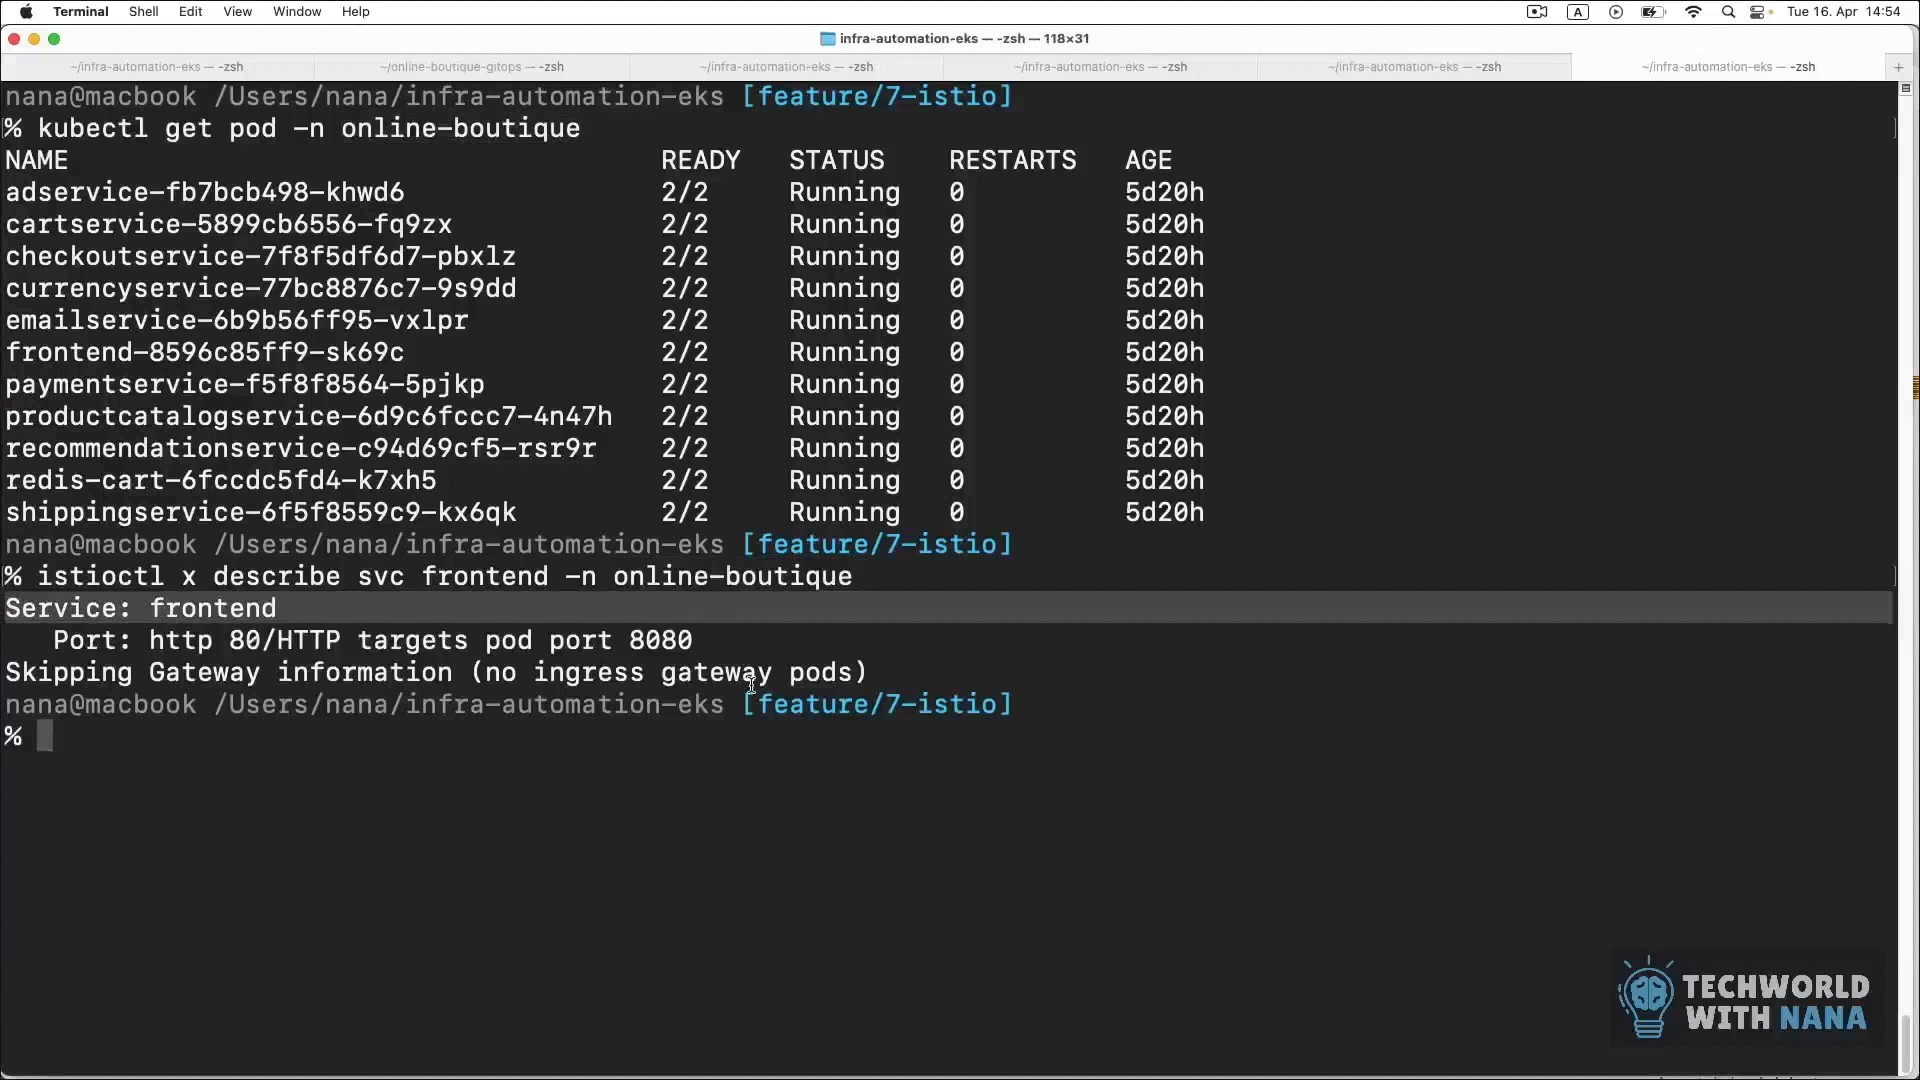 Terminal Shell Edit View Window Help A Tue 16. Apr 14:54
infra-automation-eks — -zsh — 118×31
~/infra-automation-eks — -zsh ~/online-boutique-gitops — -zsh ~/infra-automation-eks — -zsh ~/infra-automation-eks — -zsh ~/infra-automation-eks — -zsh ~/infra-automation-eks — -zsh +
nana@macbook /Users/nana/infra-automation-eks [feature/7-istio]
% kubectl get pod -n online-boutique
NAME READY STATUS RESTARTS AGE
adservice-fb7bcb498-khwd6 2/2 Running 0 5d20h
cartservice-5899cb6556-fq9zx 2/2 Running 0 5d20h
checkoutservice-7f8f5df6d7-pbxlz 2/2 Running 0 5d20h
currencyservice-77bc8876c7-9s9dd 2/2 Running 0 5d20h
emailservice-6b9b56ff95-vxlpr 2/2 Running 0 5d20h
frontend-8596c85ff9-sk69c 2/2 Running 0 5d20h
paymentservice-f5f8f8564-5pjkp 2/2 Running 0 5d20h
productcatalogservice-6d9c6fccc7-4n47h 2/2 Running 0 5d20h
recommendationservice-c94d69cf5-rsr9r 2/2 Running 0 5d20h
redis-cart-6fccdc5fd4-k7xh5 2/2 Running 0 5d20h
shippingservice-6f5f8559c9-kx6qk 2/2 Running 0 5d20h
nana@macbook /Users/nana/infra-automation-eks [feature/7-istio]
% istioctl x describe svc frontend -n online-boutique
Service: frontend
Port: http 80/HTTP targets pod port 8080
Skipping Gateway information (no ingress gateway pods)
nana@macbook /Users/nana/infra-automation-eks [feature/7-istio]
%
TECHWORLD
WITH NANA